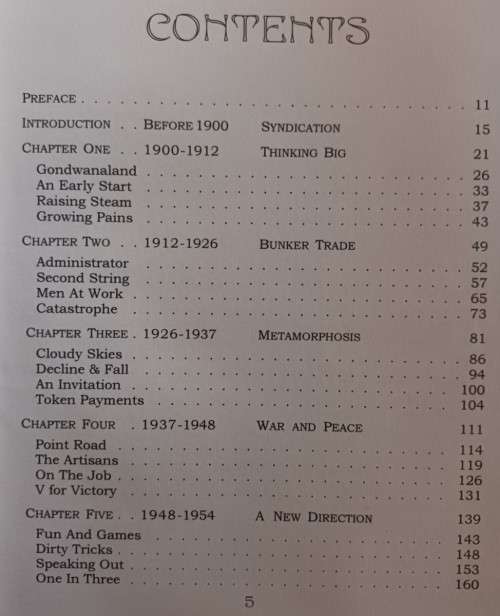 CONTENTS
PREFACE . . . . . . . . . . . . . . . . . . . . . . . . 11
INTRODUCTION . . BEFORE 1900 SYNDICATION 15
CHAPTER ONE . . 1900-1912 THINKING BIG 21
Gondwanaland . . . . . . . . . . . . . . . . . . . . 26
An Early Start . . . . . . . . . . . . . . . . . . . . 33
Raising Steam . . . . . . . . . . . . . . . . . . . . 37
Growing Pains . . . . . . . . . . . . . . . . . . . . 43
CHAPTER TWO . . 1912-1926 BUNKER TRADE 49
Administrator . . . . . . . . . . . . . . . . . . . . 52
Second String . . . . . . . . . . . . . . . . . . . . 57
Men At Work . . . . . . . . . . . . . . . . . . . . 65
Catastrophe . . . . . . . . . . . . . . . . . . . . 73
CHAPTER THREE . 1926-1937 METAMORPHOSIS 81
Cloudy Skies . . . . . . . . . . . . . . . . . . . . 86
Decline & Fall . . . . . . . . . . . . . . . . . . . . 94
An Invitation . . . . . . . . . . . . . . . . . . . . 100
Token Payments . . . . . . . . . . . . . . . . . . . . 104
CHAPTER FOUR . 1937-1948 WAR AND PEACE 111
Point Road . . . . . . . . . . . . . . . . . . . . 114
The Artisans . . . . . . . . . . . . . . . . . . . . 119
On The Job . . . . . . . . . . . . . . . . . . . . 126
V for Victory . . . . . . . . . . . . . . . . . . . . 131
CHAPTER FIVE . . 1948-1954 A NEW DIRECTION 139
Fun And Games . . . . . . . . . . . . . . . . . . . . 143
Dirty Tricks . . . . . . . . . . . . . . . . . . . . 148
Speaking Out . . . . . . . . . . . . . . . . . . . . 153
One In Three . . . . . . . . . . . . . . . . . . . . 160
5